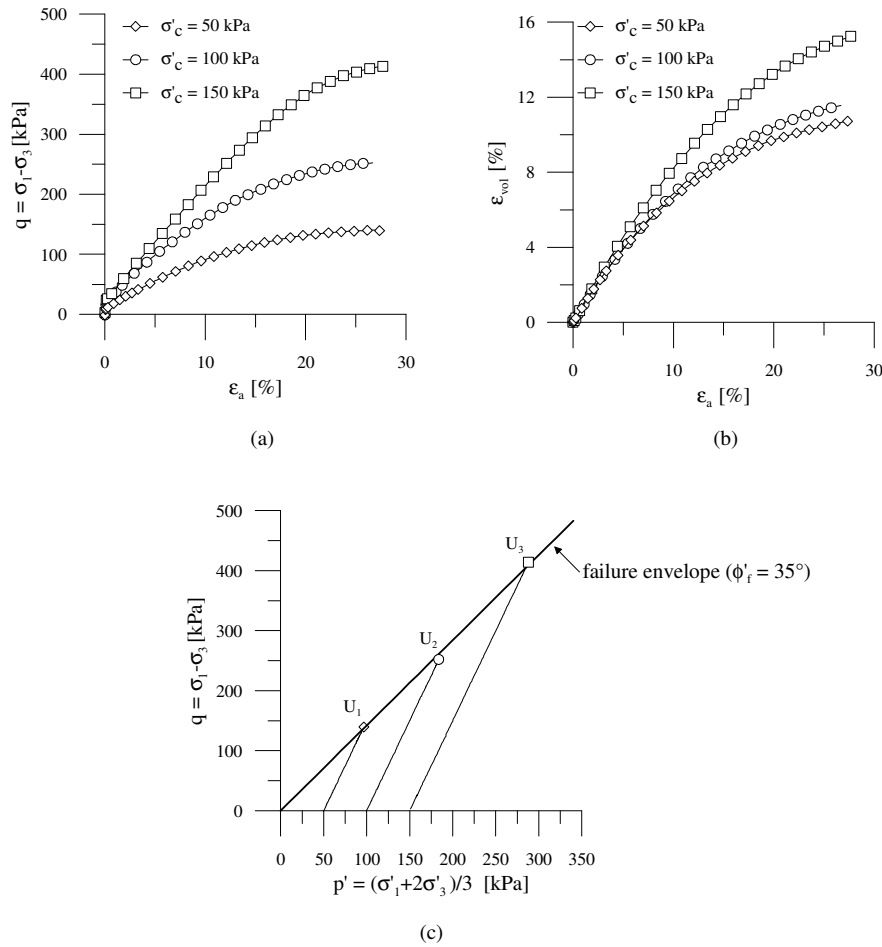 500
400
300
200
100
0
q = σ₁-σ₃ [kPa]
σ'c = 50 kPa
σ'c = 100 kPa
σ'c = 150 kPa
0 10 20 30
εa [%]
(a)
16
12
8
4
0
εvol [%]
σ'c = 50 kPa
σ'c = 100 kPa
σ'c = 150 kPa
0 10 20 30
εa [%]
(b)
500
400
300
200
100
0
q = σ₁-σ₃ [kPa]
U₁
U₂
U₃
failure envelope (ϕ'f = 35°)
0 50 100 150 200 250 300 350
p' = (σ'₁+2σ'₃)/3 [kPa]
(c)